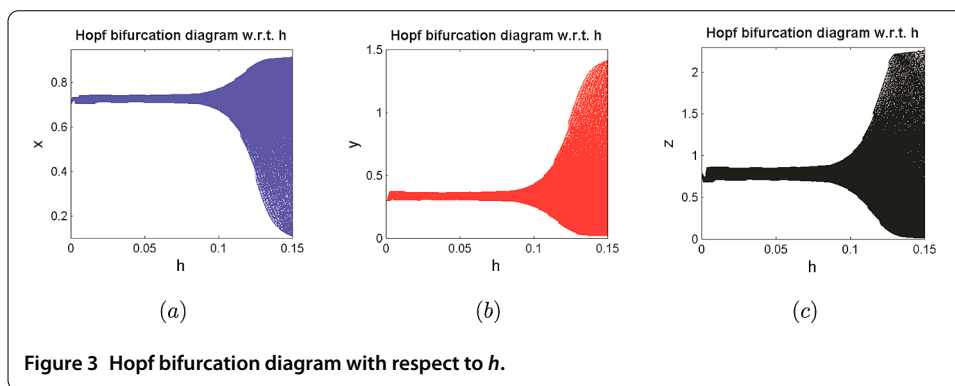 Hopf bifurcation diagram w.r.t. h
0.8
0.6
0.4
0.2
x
0
0.05
0.1
0.15
h
(a)
Hopf bifurcation diagram w.r.t. h
1.5
1
0.5
0
y
0
0.05
0.1
0.15
h
(b)
Hopf bifurcation diagram w.r.t. h
2
1.5
1
0.5
0
z
0
0.05
0.1
0.15
h
(c)
Figure 3 Hopf bifurcation diagram with respect to h.